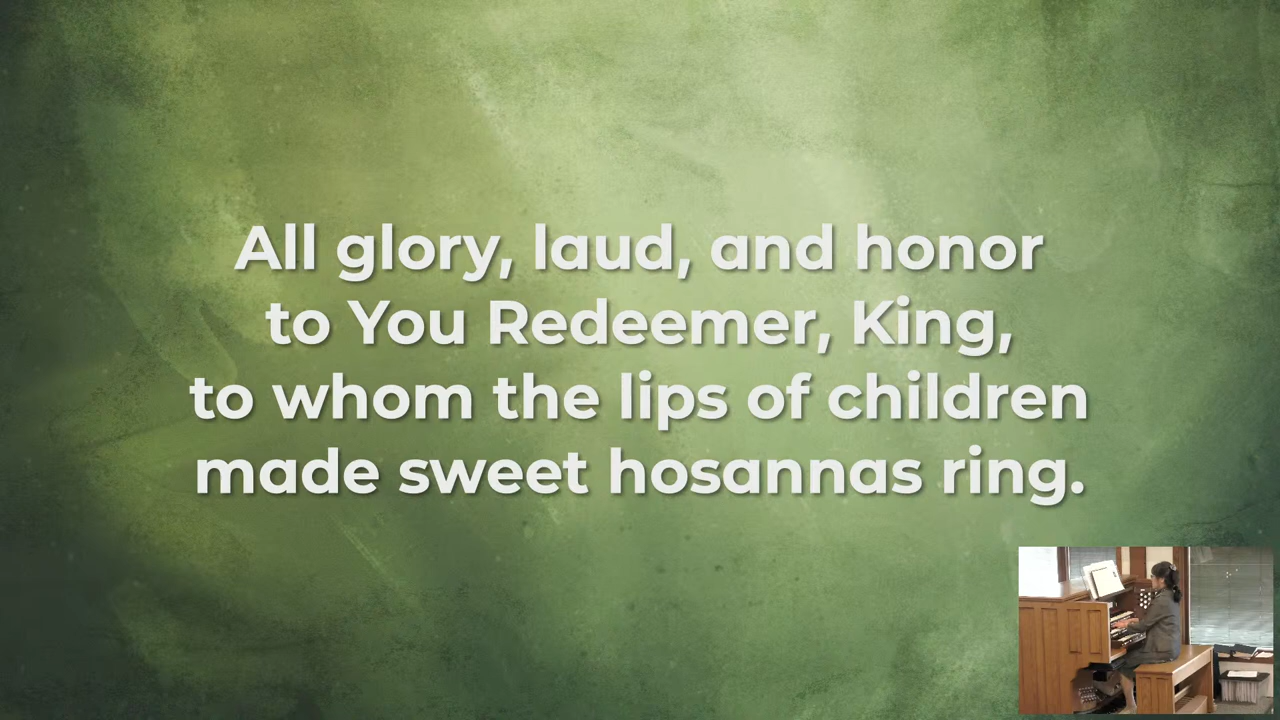 All glory, laud, and honor
to You Redeemer, King,
to whom the lips of children
made sweet hosannas ring.